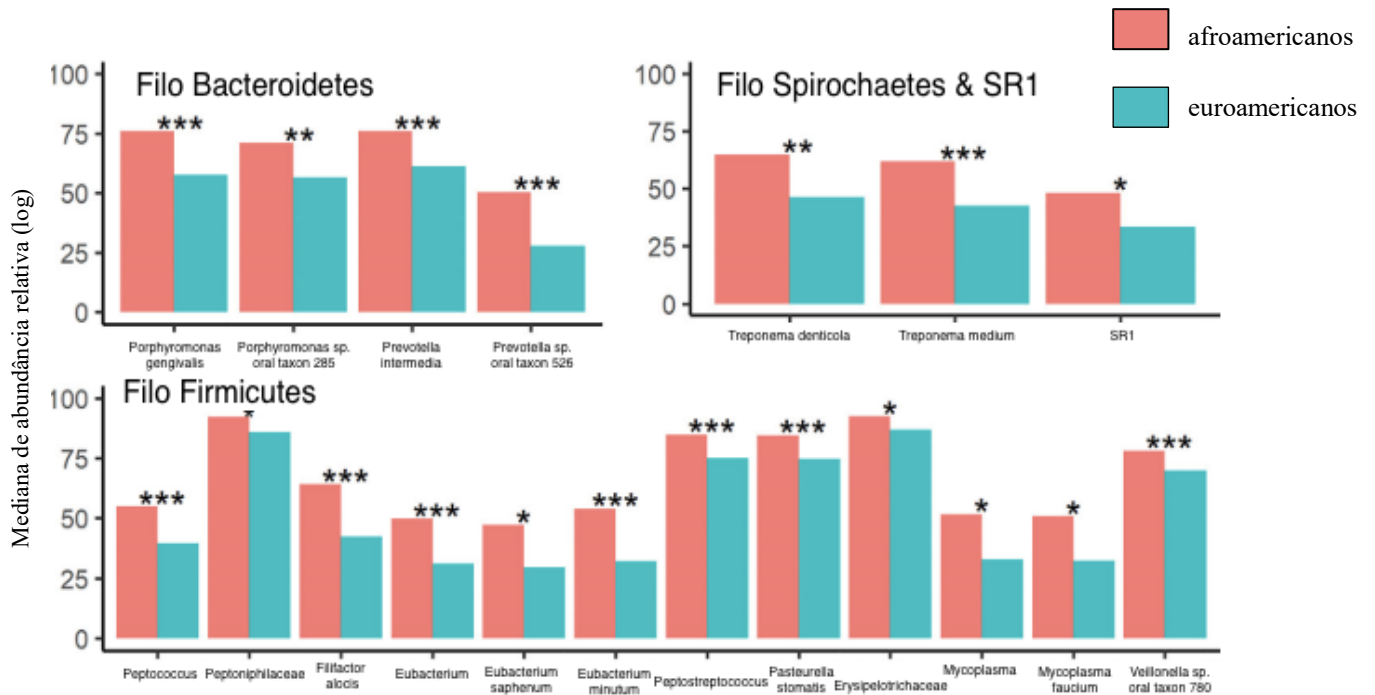 afroamericanos
euroamericanos
Mediana de abundância relativa (log)
Filo Bacteroidetes
100
75
50
25
0
***
**
***
***
Porphyromonas
gengivalis
Porphyromonas sp.
oral taxon 285
Prevotella
intermedia
Prevotella sp.
oral taxon 526
Filo Spirochaetes & SR1
100
75
50
25
0
**
***
*
Treponema denticola
Treponema medium
SR1
Filo Firmicutes
100
75
50
25
0
***
*
***
***
*
***
***
***
*
*
*
***
Peptococcus
Peptoniphilaceae
Filifactor
alocis
Eubacterium
Eubacterium
saphenum
Eubacterium
minutum
Peptostreptococcus
Pasteurella
stomatis
Erysipelotrichaceae
Mycoplasma
Mycoplasma
faucium
Veillonella sp.
oral taxon 780